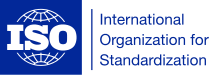 ISO
International
Organization for
Standardization